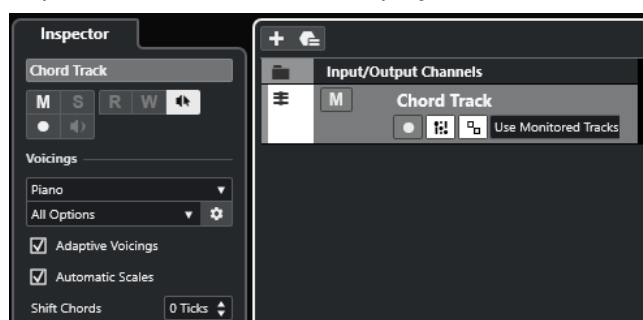 Inspector
Chord Track
M S R W
Voicings
Piano
All Options
Adaptive Voicings
Automatic Scales
Shift Chords 0 Ticks
Input/Output Channels
M Chord Track
Use Monitored Tracks